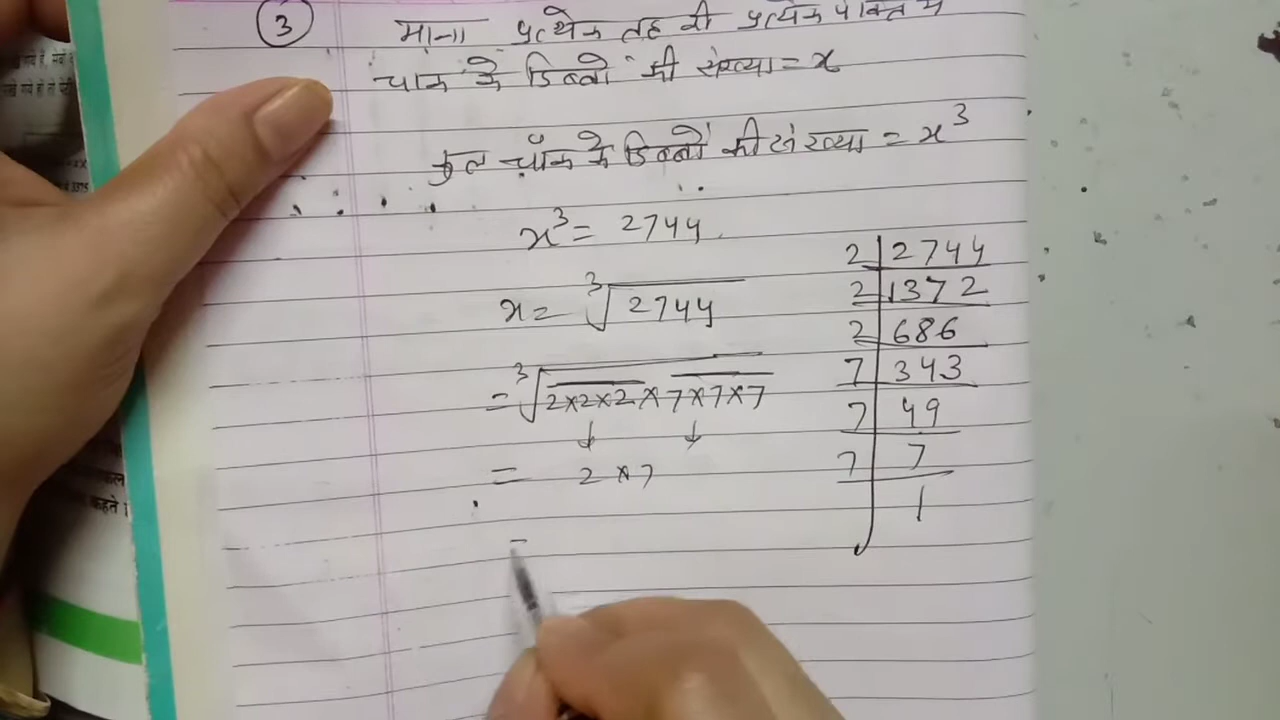 ③ माना प्रत्येक तह की प्रत्येक पंक्ति में
चाक के डिब्बों की संख्या = x
कुल चॉक के डिब्बों की संख्या = x³
x³ = 2744
x = ∛2744
= ∛2×2×2×7×7×7
↓ ↓
= 2×7
=
2 | 2744
2 | 1372
2 | 686
7 | 343
7 | 49
7 | 7
1
कहते।